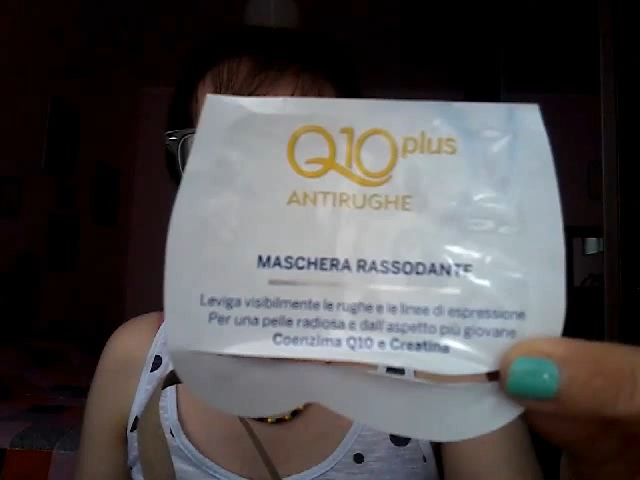 Q10 plus
ANTIRUGHE
MASCHERA RASSODANTE
Leviga visibilmente le rughe e le linee di espressione
Per una pelle radiosa e dall'aspetto più giovane
Coenzima Q10 e Creatina